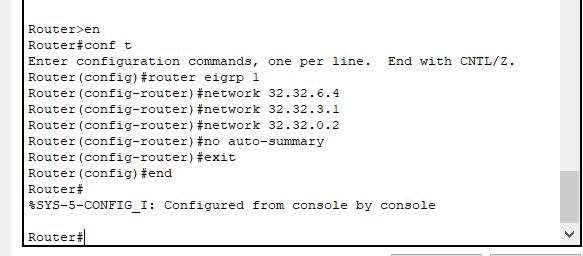 Router>en
Router#conf t
Enter configuration commands, one per line.  End with CNTL/Z.
Router(config)#router eigrp 1
Router(config-router)#network 32.32.6.4
Router(config-router)#network 32.32.3.1
Router(config-router)#network 32.32.0.2
Router(config-router)#no auto-summary
Router(config-router)#exit
Router(config)#end
Router#
%SYS-5-CONFIG_I: Configured from console by console
Router#